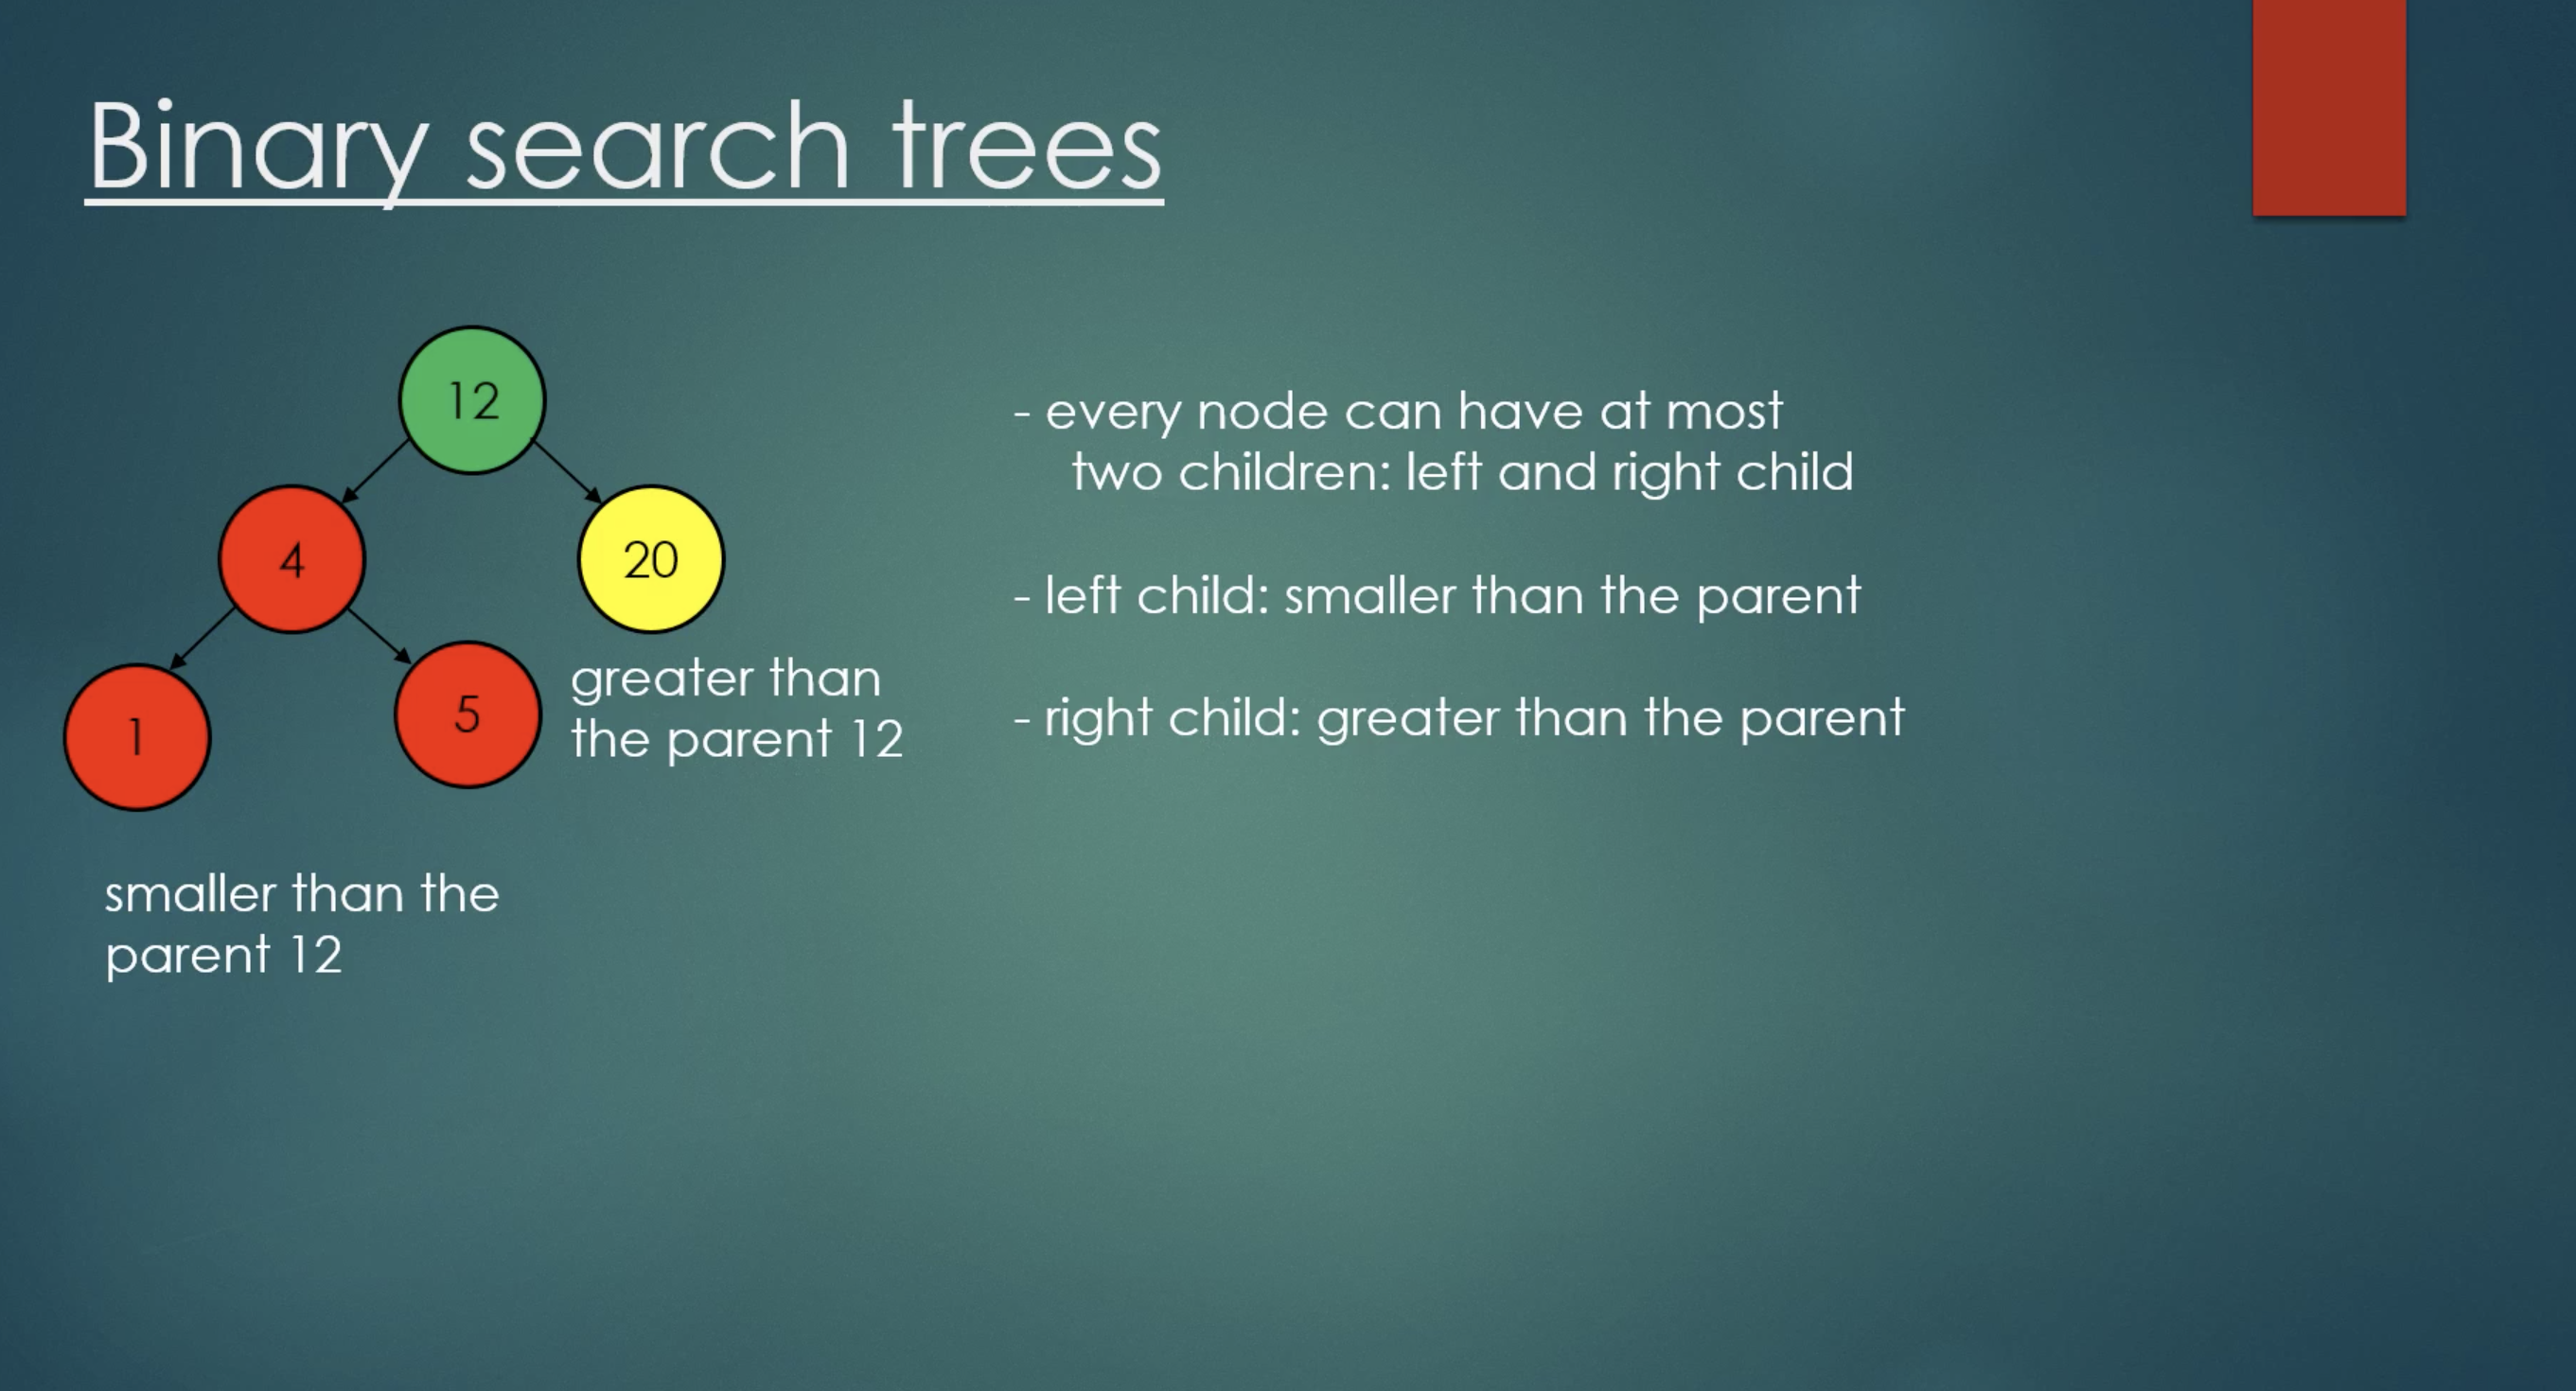 Binary search trees
12
4
20
1
5
greater than
the parent 12
smaller than the
parent 12
- every node can have at most
two children: left and right child
- left child: smaller than the parent
- right child: greater than the parent